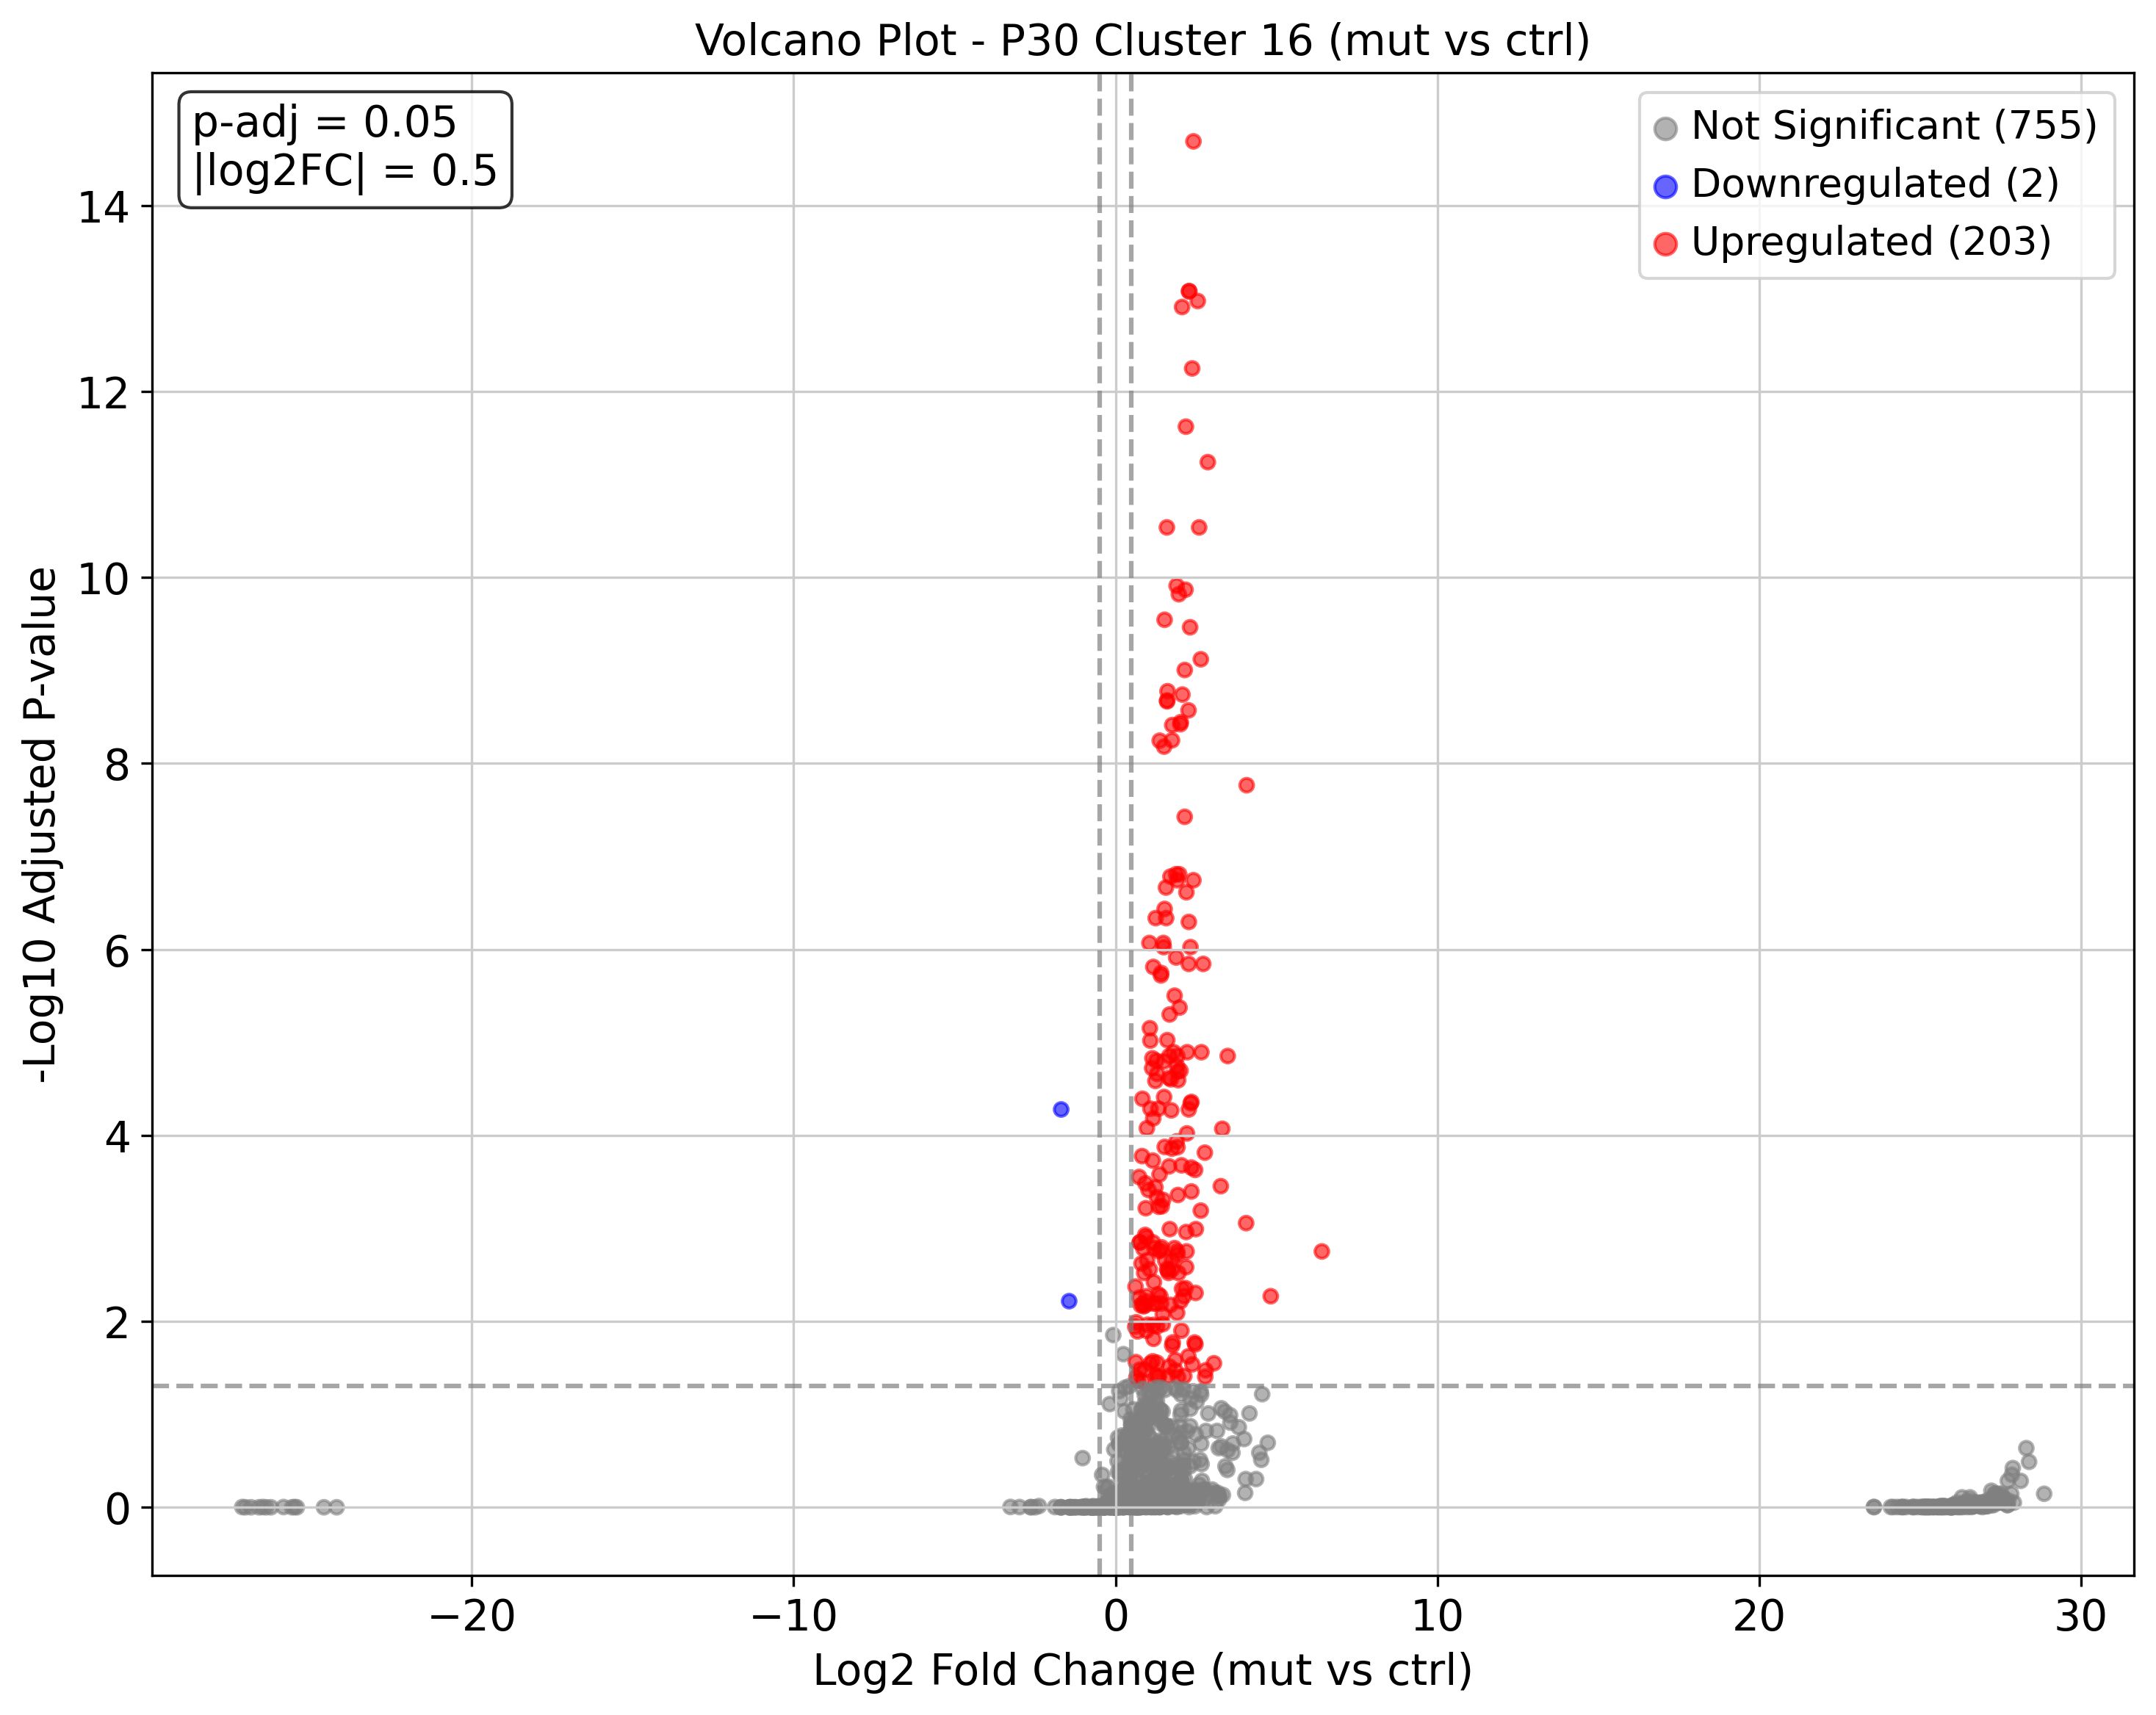 Volcano Plot - P30 Cluster 16 (mut vs ctrl)
p-adj = 0.05
|log2FC| = 0.5
Not Significant (755)
Downregulated (2)
Upregulated (203)
-Log10 Adjusted P-value
14
12
10
8
6
4
2
0
−20
−10
0
10
20
30
Log2 Fold Change (mut vs ctrl)